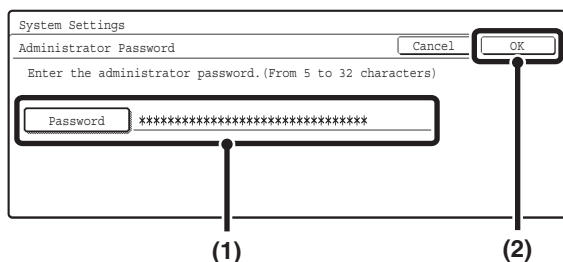 System Settings
Administrator Password Cancel OK
Enter the administrator password.(From 5 to 32 characters)
Password ********************************
(1) (2)